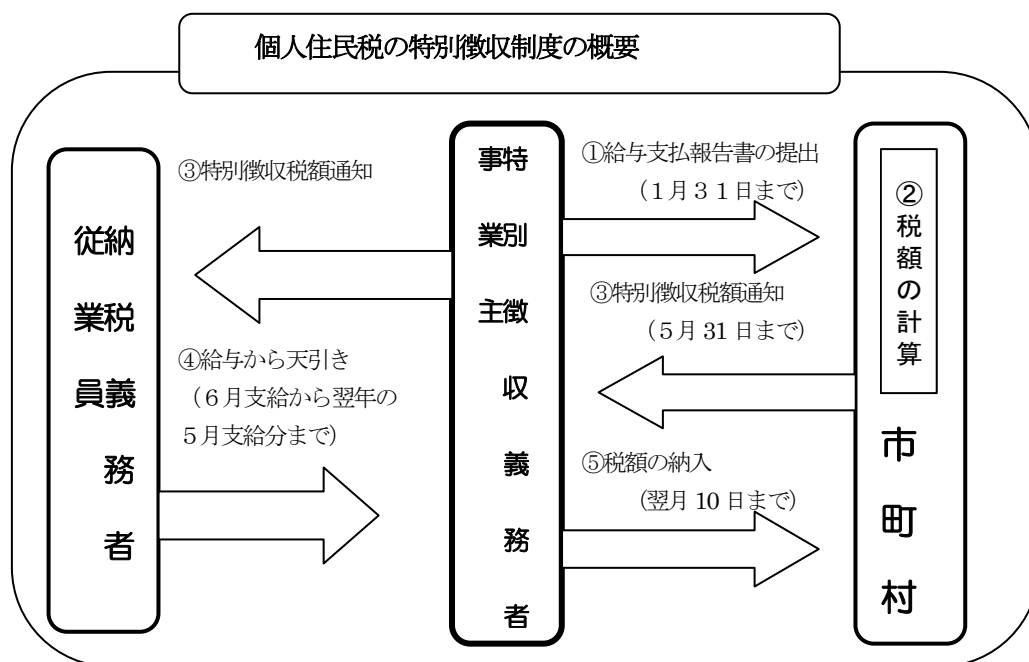 個人住民税の特別徴収制度の概要
納税義務者
従業員
③特別徴収税額通知
④給与から天引き
(6月支給から翌年の
5月支給分まで)
特別徴収義務者
事業主
①給与支払報告書の提出
(1月31日まで)
③特別徴収税額通知
(5月31日まで)
⑤税額の納入
(翌月10日まで)
②税額の計算
市町村